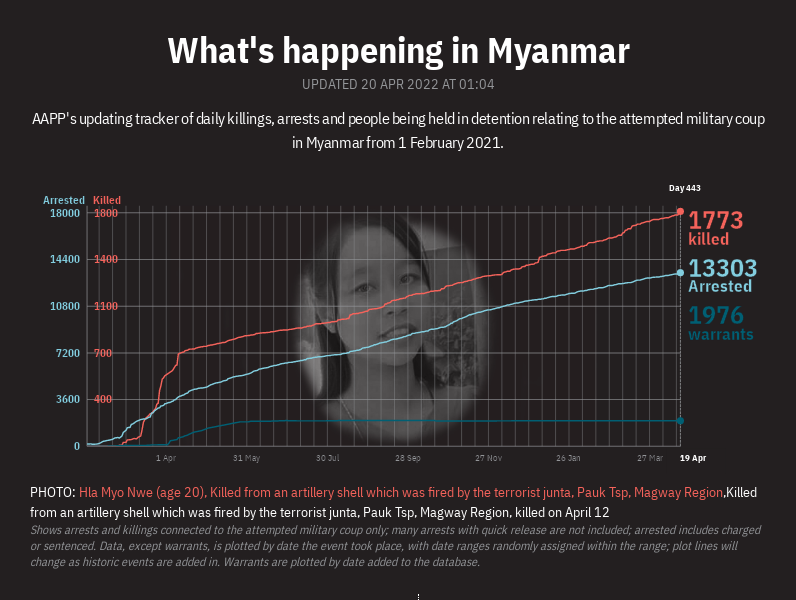 What's happening in Myanmar
UPDATED 20 APR 2022 AT 01:04
AAPP's updating tracker of daily killings, arrests and people being held in detention relating to the attempted military coup
in Myanmar from 1 February 2021.
Day 443
Arrested Killed
18000 1800
1773
killed
14400 1400
13303
Arrested
10800 1100
1976
warrants
7200 700
3600 400
0
1 Apr 31 May 30 Jul 28 Sep 27 Nov 26 Jan 27 Mar 19 Apr
PHOTO: Hla Myo Nwe (age 20), Killed from an artillery shell which was fired by the terrorist junta, Pauk Tsp, Magway Region,Killed
from an artillery shell which was fired by the terrorist junta, Pauk Tsp, Magway Region, killed on April 12
Shows arrests and killings connected to the attempted military coup only; many arrests with quick release are not included; arrested includes charged
or sentenced. Data, except warrants, is plotted by date the event took place, with date ranges randomly assigned within the range; plot lines will
change as historic events are added in. Warrants are plotted by date added to the database.